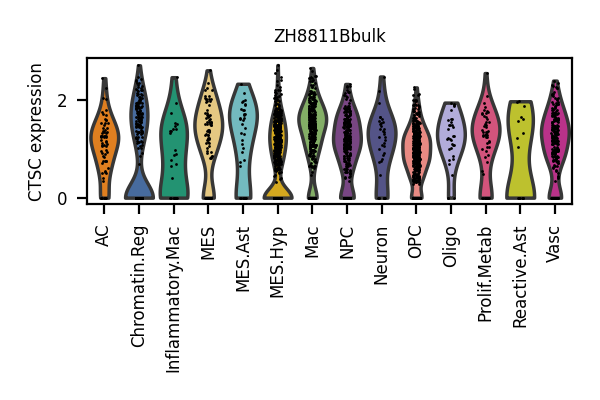 ZH8811Bbulk
CTSC expression
2
0
AC
Chromatin.Reg
Inflammatory.Mac
MES
MES.Ast
MES.Hyp
Mac
NPC
Neuron
OPC
Oligo
Prolif.Metab
Reactive.Ast
Vasc